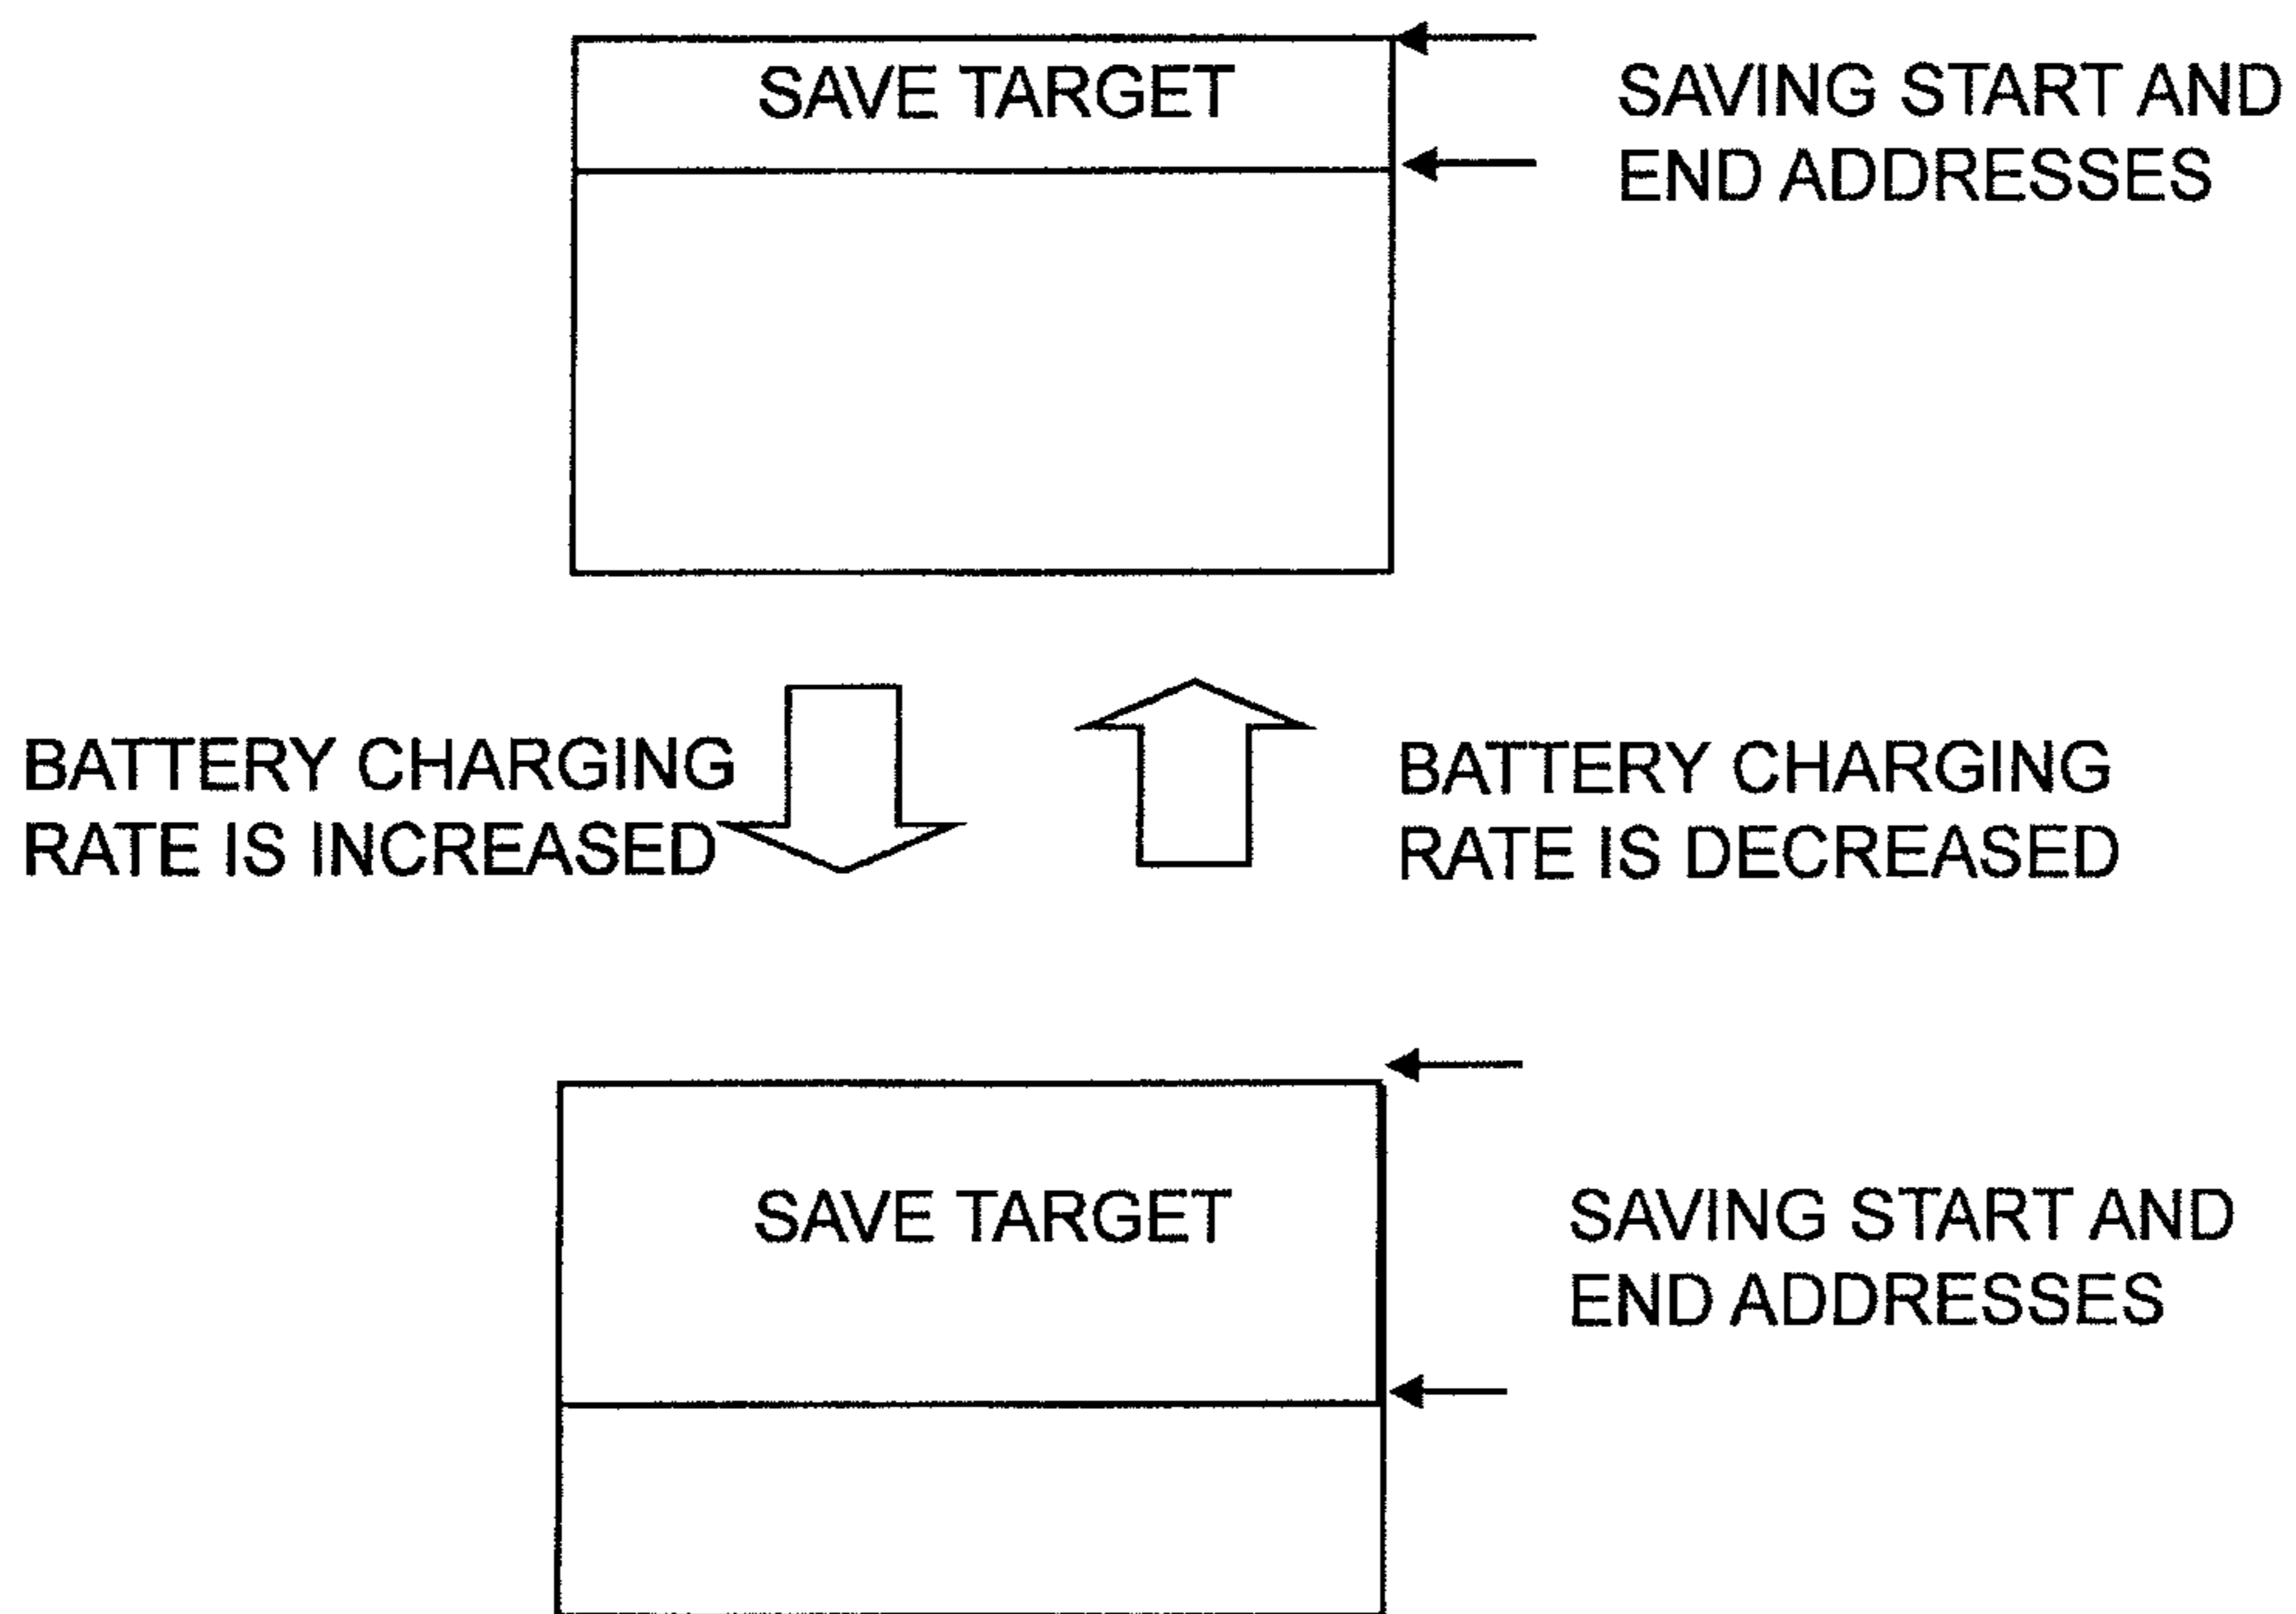 SAVE TARGET
SAVING START AND
END ADDRESSES
BATTERY CHARGING
RATE IS INCREASED
BATTERY CHARGING
RATE IS DECREASED
SAVE TARGET
SAVING START AND
END ADDRESSES